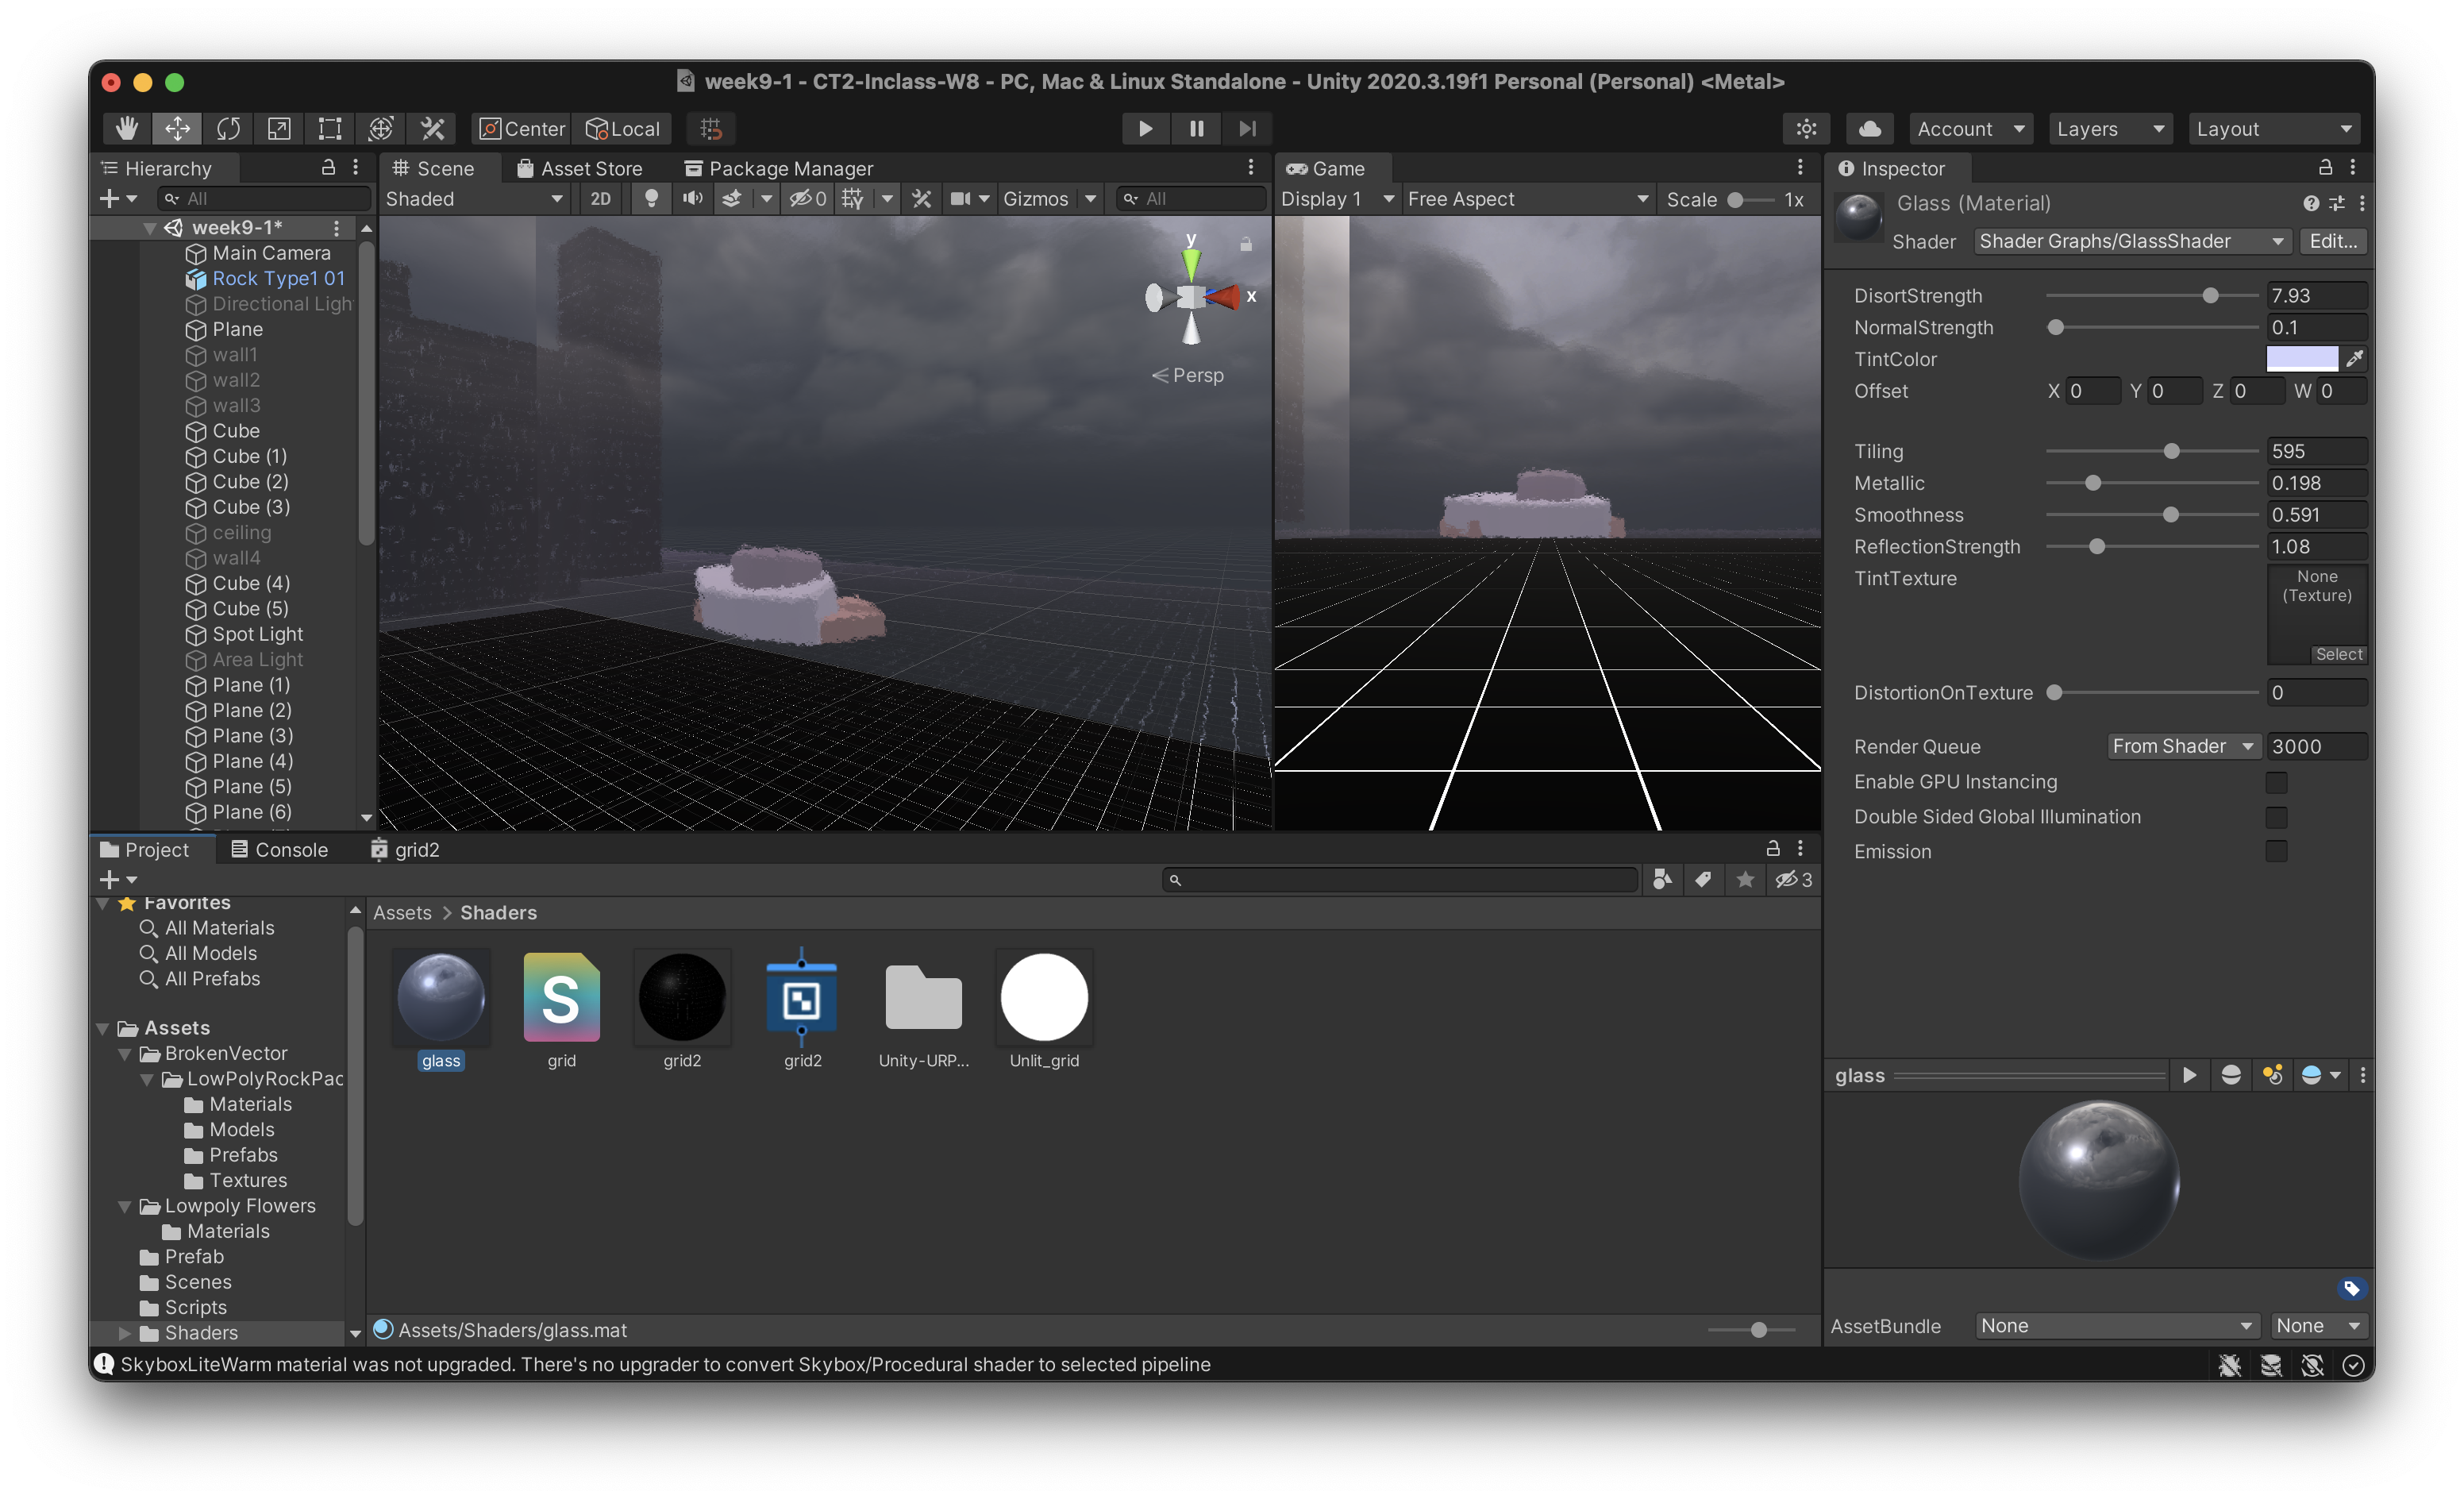 week9-1 - CT2-Inclass-W8 - PC, Mac & Linux Standalone - Unity 2020.3.19f1 Personal (Personal) <Metal>
Center Local Account Layers Layout
Hierarchy
All
week9-1*
Main Camera
Rock Type1 01
Directional Ligh
Plane
wall1
wall2
wall3
Cube
Cube (1)
Cube (2)
Cube (3)
ceiling
wall4
Cube (4)
Cube (5)
Spot Light
Area Light
Plane (1)
Plane (2)
Plane (3)
Plane (4)
Plane (5)
Plane (6)
Scene Asset Store Package Manager
Shaded 2D 0 Gizmos All
y
x
Persp
Game
Display 1 Free Aspect Scale 1x
Inspector
Glass (Material)
Shader Shader Graphs/GlassShader Edit...
DisortStrength 7.93
NormalStrength 0.1
TintColor
Offset X 0 Y 0 Z 0 W 0
Tiling 595
Metallic 0.198
Smoothness 0.591
ReflectionStrength 1.08
TintTexture None
(Texture)
Select
DistortionOnTexture 0
Render Queue From Shader 3000
Enable GPU Instancing
Double Sided Global Illumination
Emission
Project Console grid2
3
Favorites
All Materials
All Models
All Prefabs
Assets
BrokenVector
LowPolyRockPac
Materials
Models
Prefabs
Textures
Lowpoly Flowers
Materials
Prefab
Scenes
Scripts
Shaders
Assets > Shaders
S
glass grid grid2 grid2 Unity-URP... Unlit_grid
Assets/Shaders/glass.mat
glass
AssetBundle None None
SkyboxLiteWarm material was not upgraded. There's no upgrader to convert Skybox/Procedural shader to selected pipeline